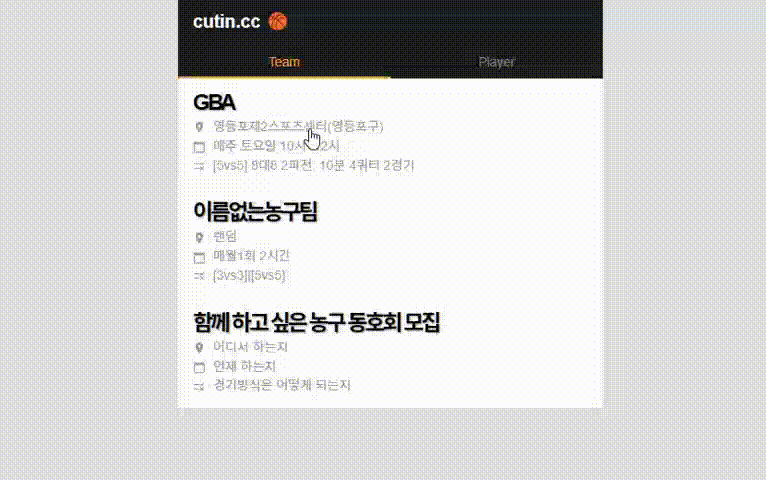 cutin.cc 🏀
Team
Player
GBA
영등포제2스포츠센터(영등포구)
매주 토요일 10시 12시
[5vs5] 8대8 2파전, 10분 4쿼터 2경기
이름없는농구팀
랜덤
매월1회 2시간
[3vs3]|[5vs5]
함께 하고 싶은 농구 동호회 모집
어디서 하는지
언제 하는지
경기방식은 어떻게 되는지